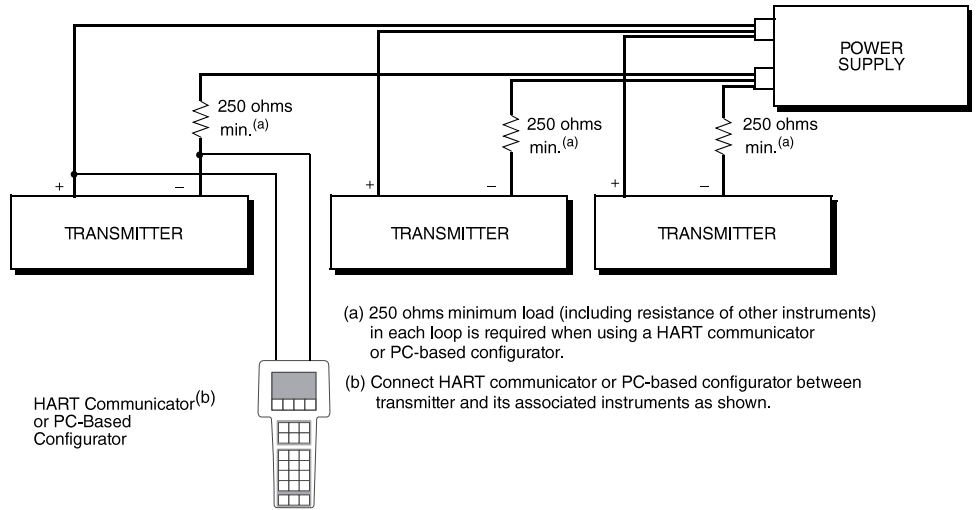 POWER
SUPPLY
250 ohms
min.(a)
250 ohms
min.(a)
250 ohms
min.(a)
+
–
+
–
+
–
TRANSMITTER
TRANSMITTER
TRANSMITTER
(a) 250 ohms minimum load (including resistance of other instruments)
in each loop is required when using a HART communicator
or PC-based configurator.
(b) Connect HART communicator or PC-based configurator between
transmitter and its associated instruments as shown.
HART Communicator(b)
or PC-Based
Configurator